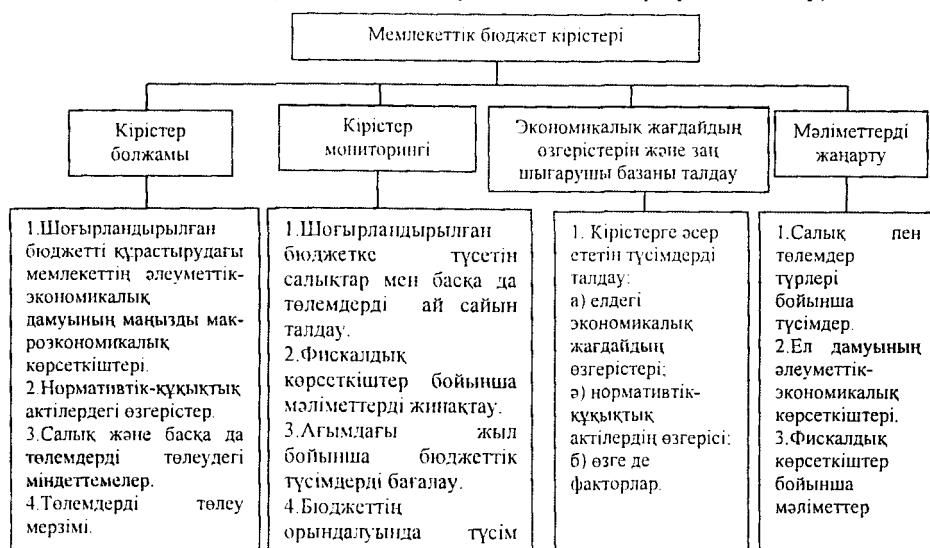 Мемлекеттік бюджет кірістері
Кірістер
болжамы
Кірістер
мониторингі
Экономикалық жағдайдың
өзгерістерін және заң
шығарушы базаны талдау
Мәліметтерді
жаңарту
1.Шоғырландырылған
бюджетті құрастырудағы
мемлекеттің әлеуметтік-
экономикалық
дамуының маңызды мак-
роэкономикалық
көрсеткіштері.
2.Нормативтік-құқықтық
актілердегі өзгерістер.
3.Салық және басқа да
төлемдерді төлеудегі
міндеттемелер.
4.Төлемдерді төлеу
мерзімі.
1.Шоғырландырылған
бюджетке түсетін
салықтар мен басқа да
төлемдерді ай сайын
талдау.
2.Фискалдық
көрсеткіштер бойынша
мәліметтерді жинақтау.
3.Ағымдағы жыл
бойынша бюджеттік
түсімдерді бағалау.
4.Бюджеттің
орындалуында түсім
1. Кірістерге әсер
ететін түсімдерді
талдау:
а) елдегі
экономикалық
жағдайдың
өзгерістері;
ә) нормативтік-
құқықтық
актілердің өзгерісі;
б) өзге де
факторлар.
1.Салық пен
төлемдер
түрлері
бойынша
түсімдер.
2.Ел дамуының
әлеуметтік-
экономикалық
көрсеткіштері.
3.Фискалдық
көрсеткіштер
бойынша
мәліметтер